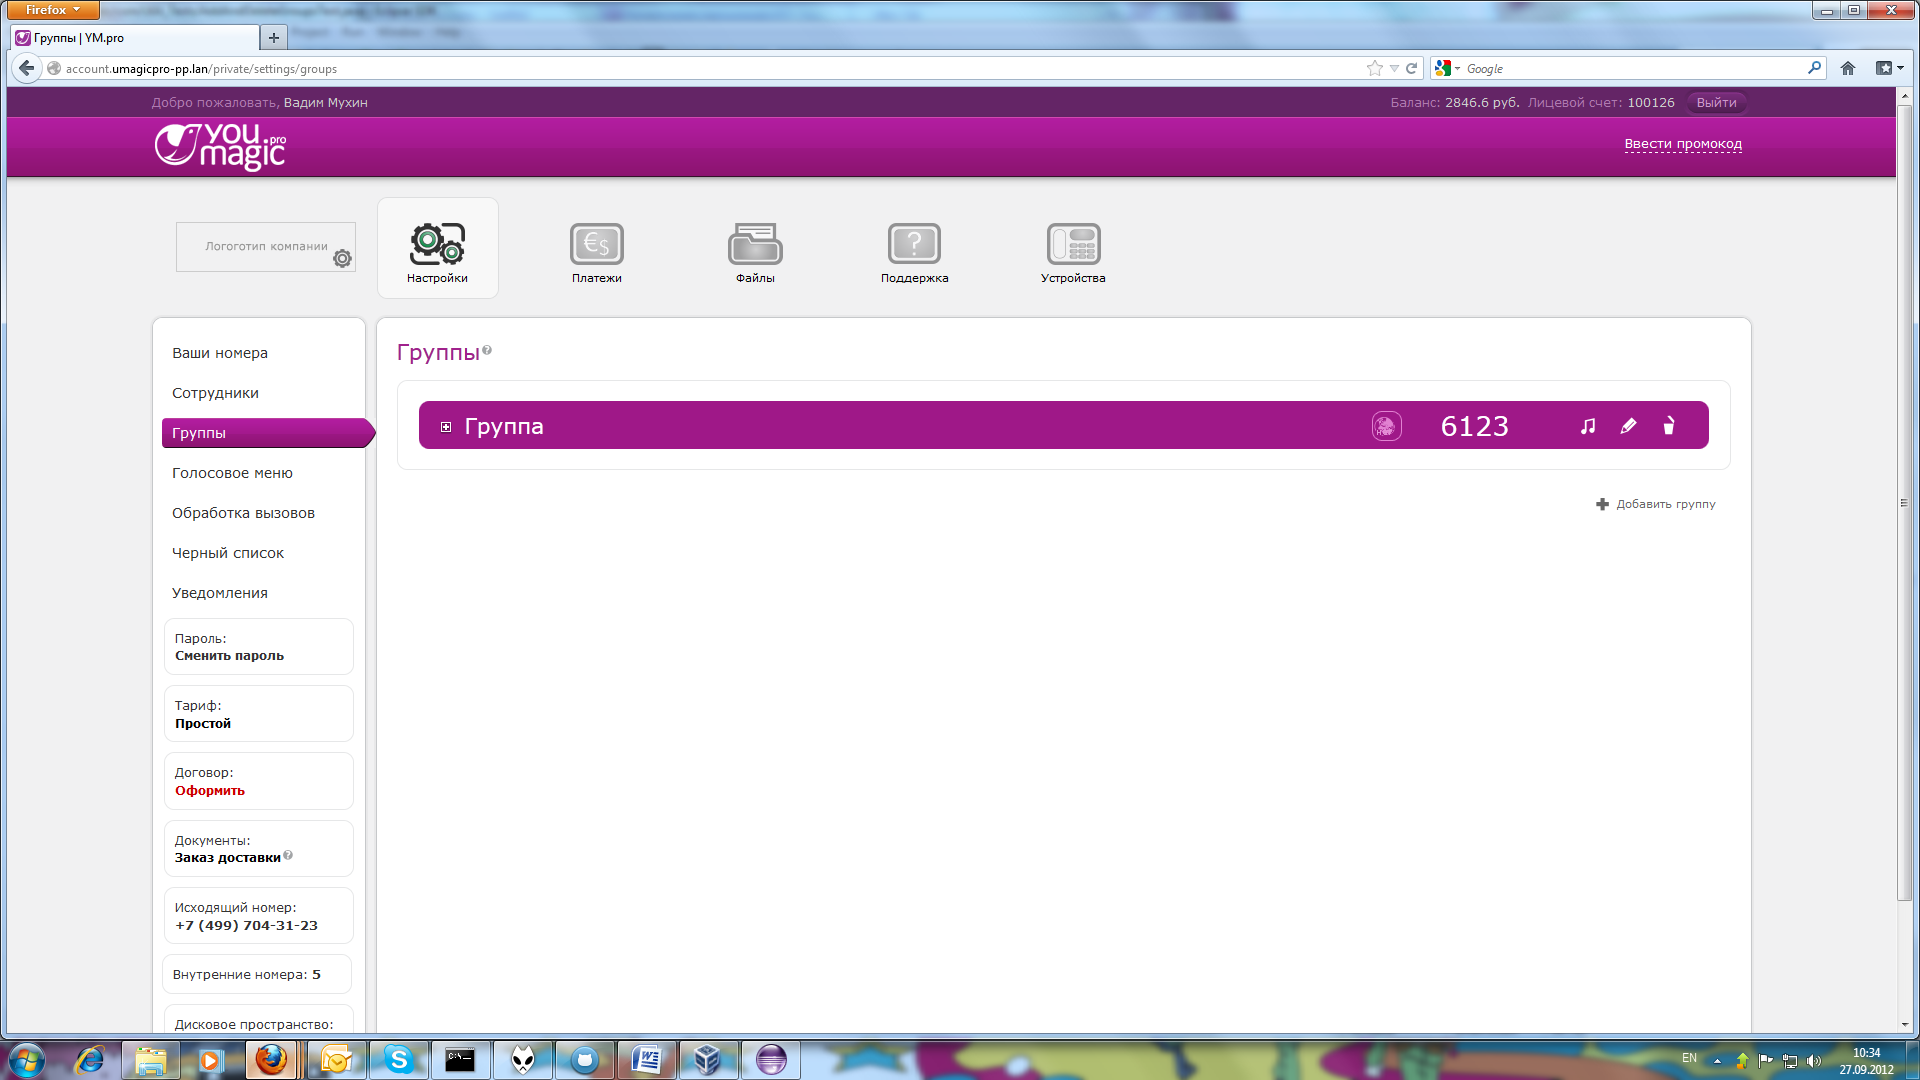 Firefox
Группы | YM.pro
account.umagicpro-pp.lan/private/settings/groups
Google
Добро пожаловать, Вадим Мухин
Баланс: 2846.6 руб. Лицевой счет: 100126 Выйти
you magic .pro
Ввести промокод
Логотип компании
Настройки
Платежи
Файлы
Поддержка
Устройства
Ваши номера
Сотрудники
Группы
Голосовое меню
Обработка вызовов
Черный список
Уведомления
Пароль:
Сменить пароль
Тариф:
Простой
Договор:
Оформить
Документы:
Заказ доставки
Исходящий номер:
+7 (499) 704-31-23
Внутренние номера: 5
Дисковое пространство:
Группы
Группа 6123
Добавить группу
EN
10:34
27.09.2012